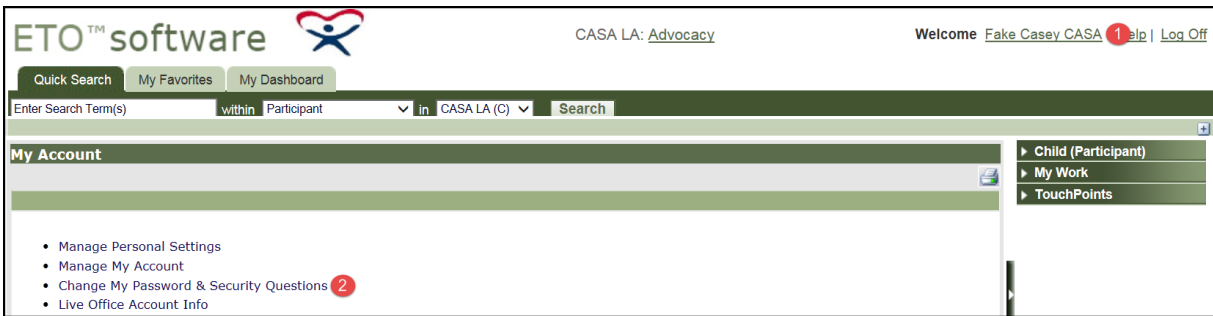 ETO™software
CASA LA: Advocacy
Welcome Fake Casey CASA 1 elp | Log Off
Quick Search My Favorites My Dashboard
Enter Search Term(s) within Participant in CASA LA (C) Search
My Account
Child (Participant)
My Work
TouchPoints
• Manage Personal Settings
• Manage My Account
• Change My Password & Security Questions 2
• Live Office Account Info